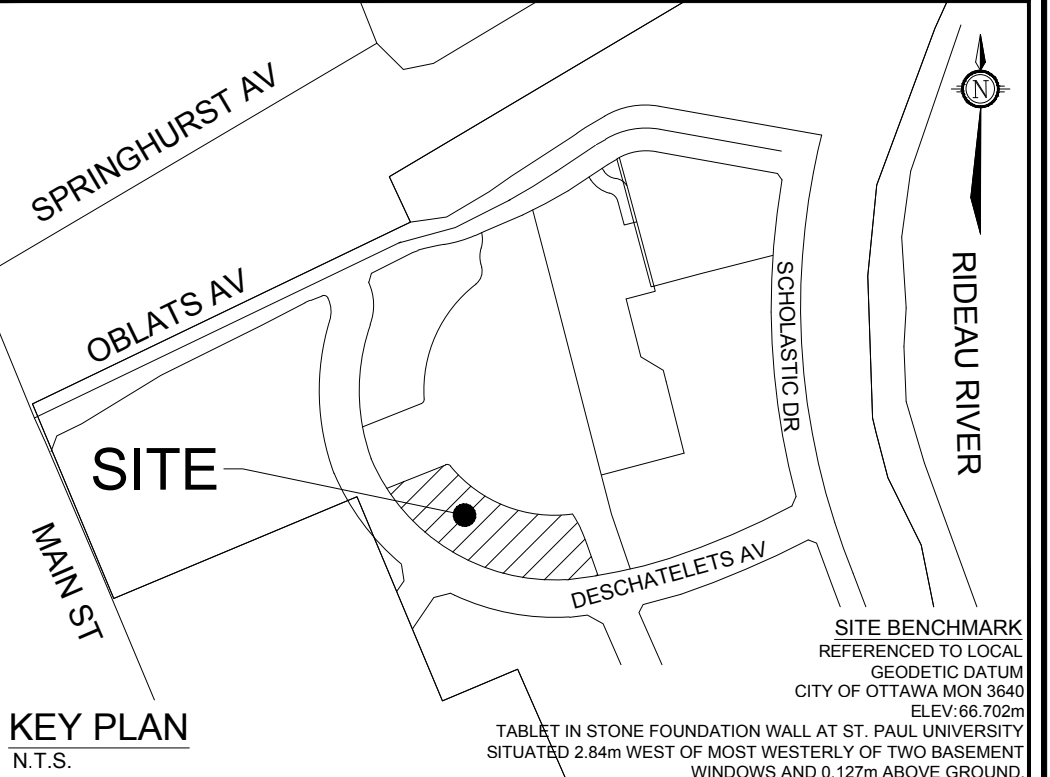 SPRINGHURST AV
N
OBLATS AV
RIDEAU RIVER
SCHOLASTIC DR
SITE
MAIN ST
DESCHATELETS AV
SITE BENCHMARK
REFERENCED TO LOCAL
GEODETIC DATUM
CITY OF OTTAWA MON 3640
ELEV:66.702m
TABLET IN STONE FOUNDATION WALL AT ST. PAUL UNIVERSITY
SITUATED 2.84m WEST OF MOST WESTERLY OF TWO BASEMENT
WINDOWS AND 0.127m ABOVE GROUND.
KEY PLAN
N.T.S.